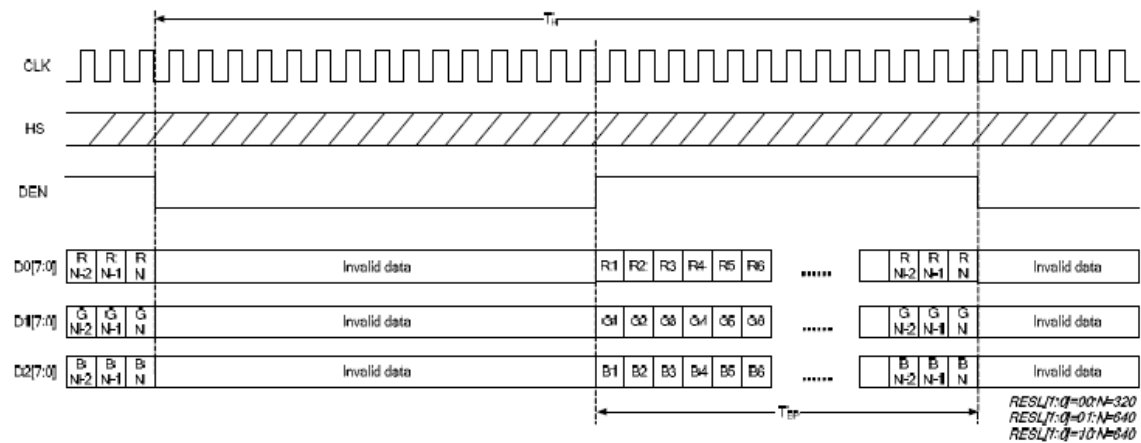 TH
CLK
HS
DEN
D0[7:0] R N-2 R N-1 R N Invalid data R1 R2 R3 R4 R5 R6 ...... R N-2 R N-1 R N Invalid data
D1[7:0] G N-2 G N-1 G N Invalid data G1 G2 G3 G4 G5 G6 ...... G N-2 G N-1 G N Invalid data
D2[7:0] B N-2 B N-1 B N Invalid data B1 B2 B3 B4 B5 B6 ...... B N-2 B N-1 B N Invalid data
TEP
RESL[1:0]=00:N=320
RESL[1:0]=01:N=640
RESL[1:0]=10:N=640